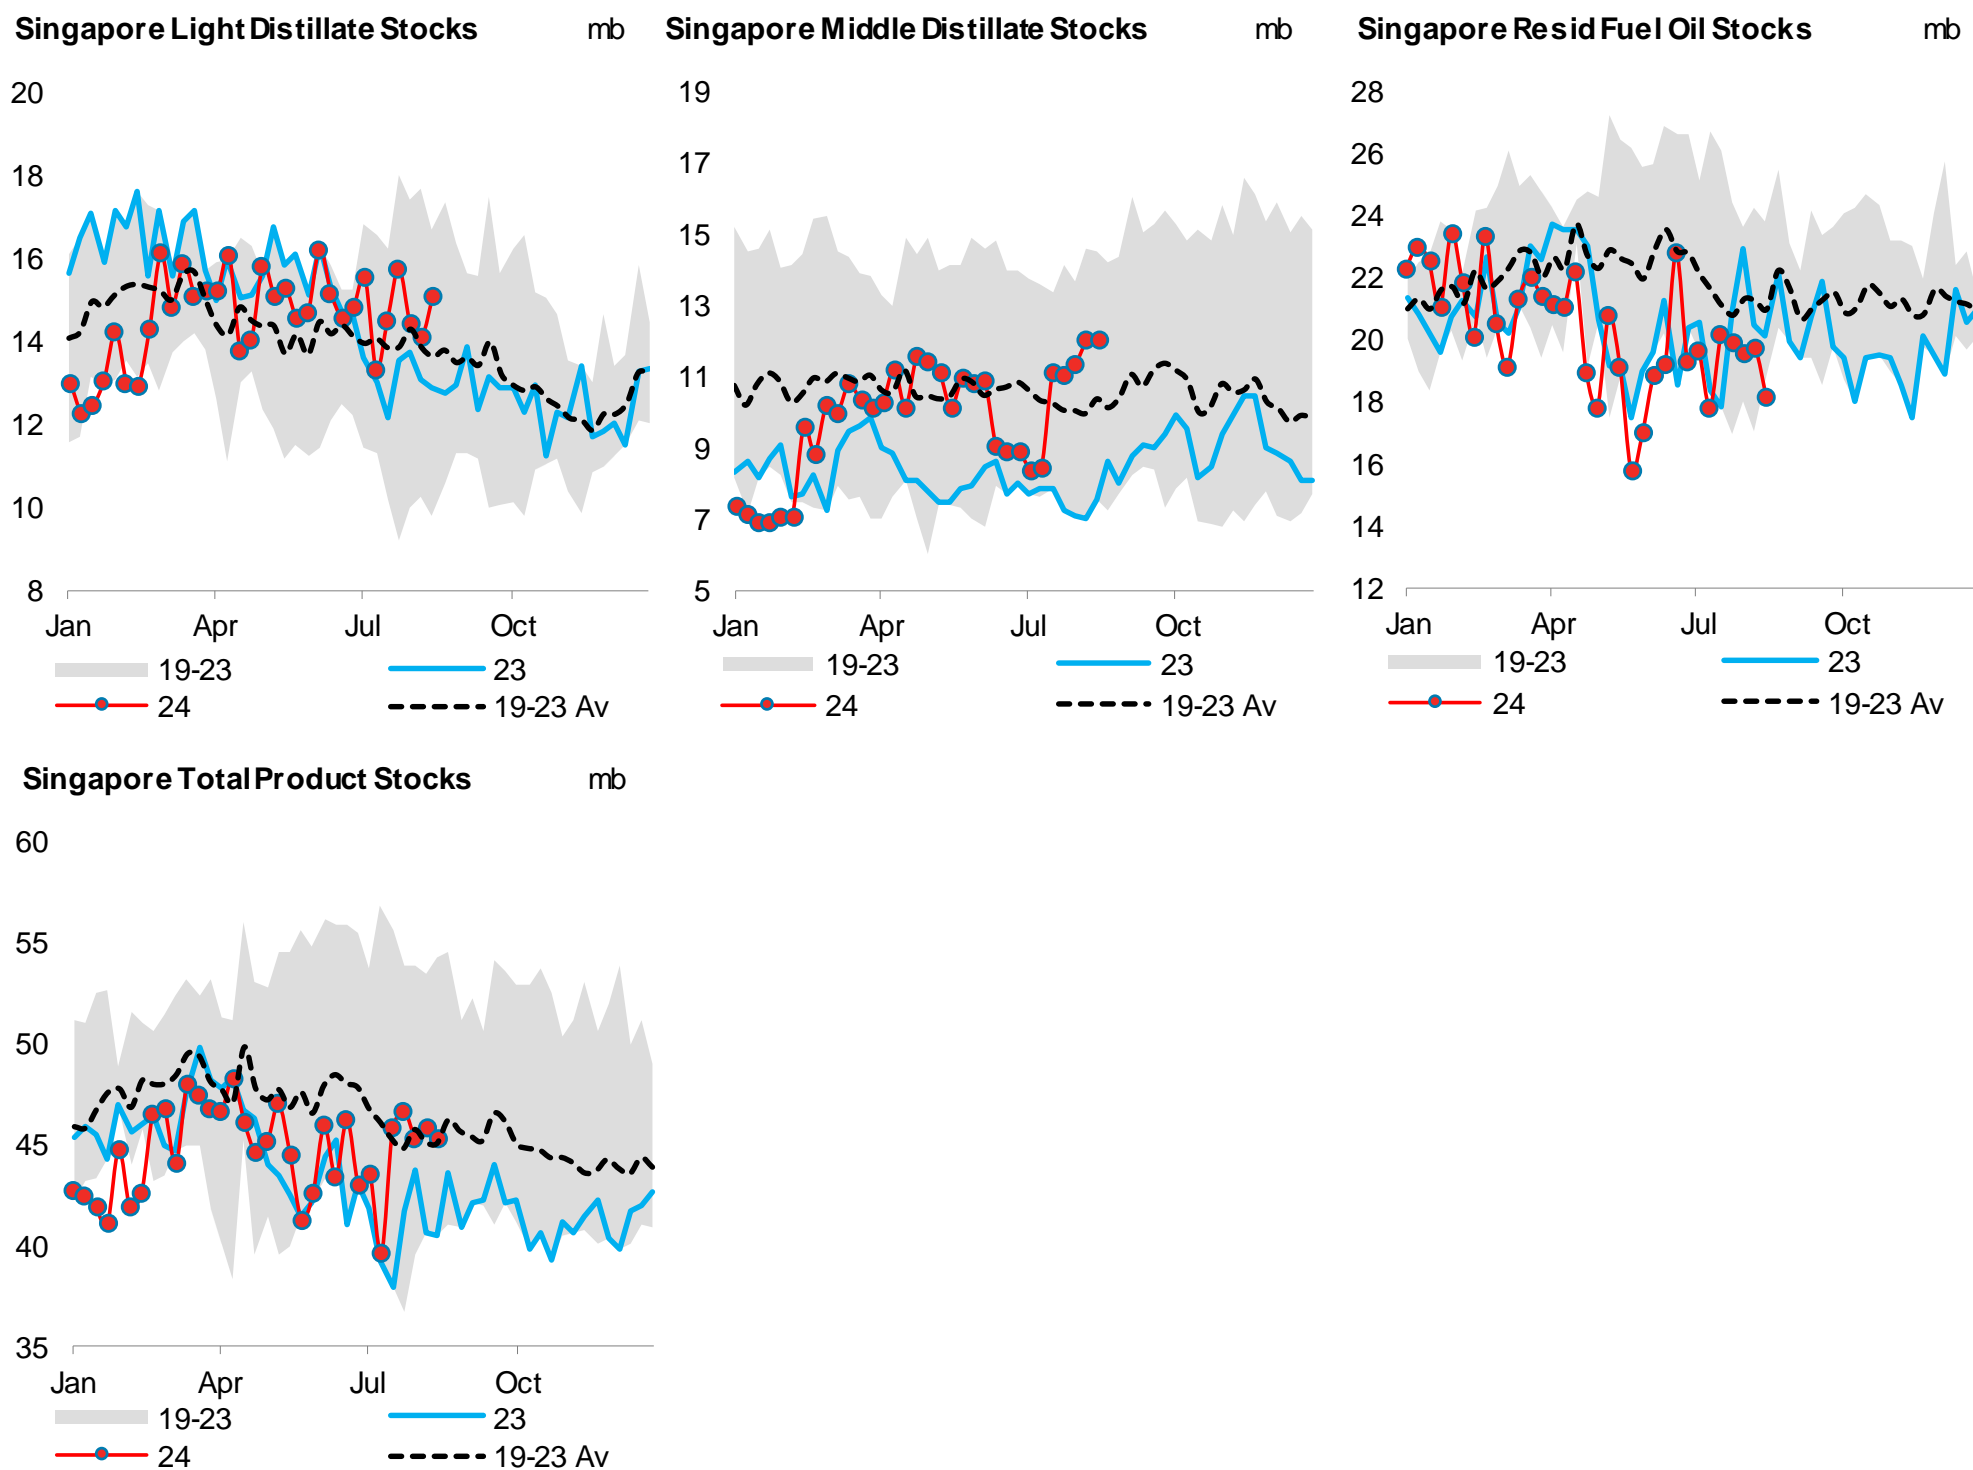 Singapore Light Distillate Stocks mb
20
18
16
14
12
10
8
Jan Apr Jul Oct
19-23 23
24 19-23 Av
Singapore Middle Distillate Stocks mb
19
17
15
13
11
9
7
5
Jan Apr Jul Oct
19-23 23
24 19-23 Av
Singapore Resid Fuel Oil Stocks mb
28
26
24
22
20
18
16
14
12
Jan Apr Jul Oct
19-23 23
24 19-23 Av
Singapore Total Product Stocks mb
60
55
50
45
40
35
Jan Apr Jul Oct
19-23 23
24 19-23 Av